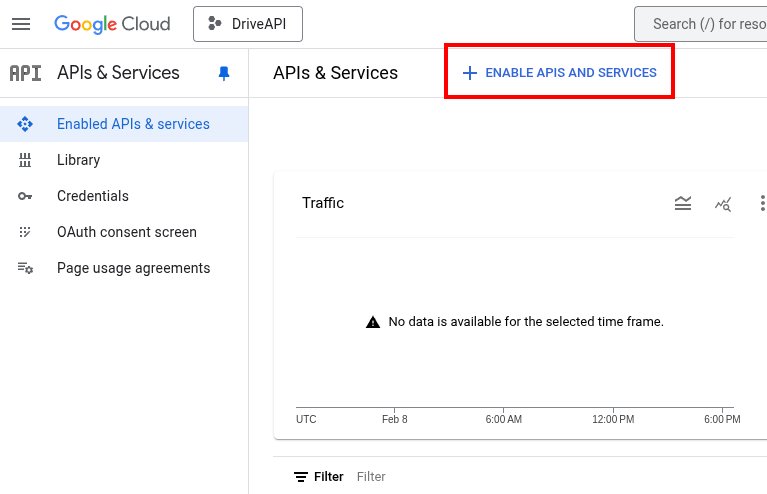 Google Cloud
DriveAPI
Search (/) for reso
API
APIs & Services
APIs & Services
ENABLE APIS AND SERVICES
Enabled APIs & services
Library
Credentials
OAuth consent screen
Page usage agreements
Traffic
No data is available for the selected time frame.
UTC Feb 8 6:00 AM 12:00 PM 6:00 PM
Filter Filter